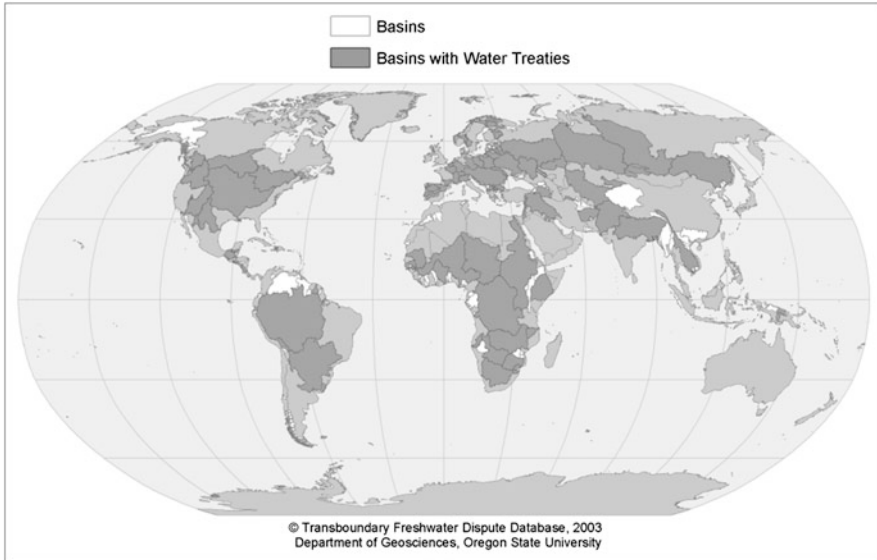 Basins
Basins with Water Treaties
© Transboundary Freshwater Dispute Database, 2003
Department of Geosciences, Oregon State University